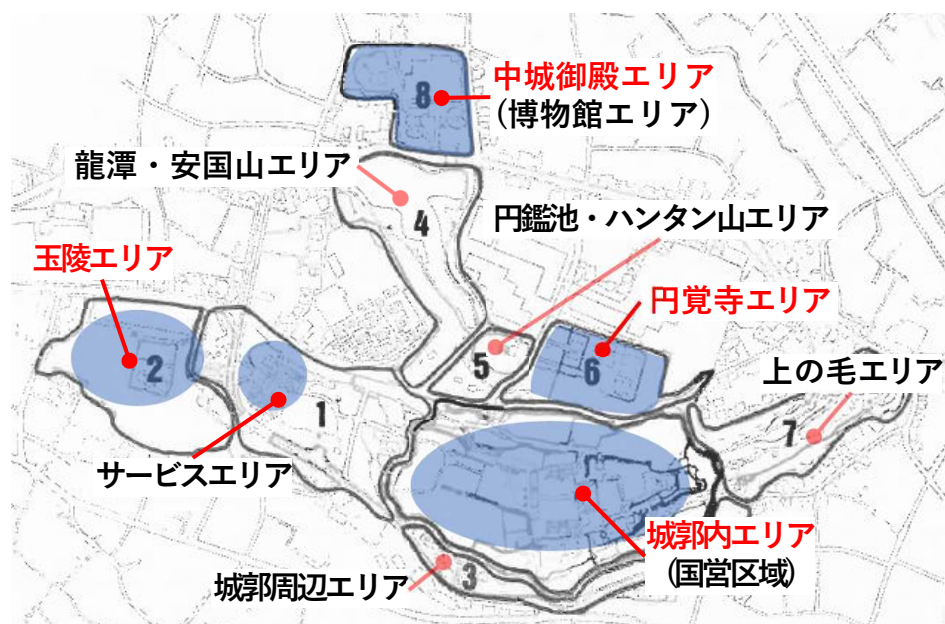 中城御殿エリア
(博物館エリア)
8
龍潭・安国山エリア
4
円鑑池・ハンタン山エリア
玉陵エリア
円覚寺エリア
5
6
2
上の毛エリア
1
7
サービスエリア
城郭内エリア
(国営区域)
城郭周辺エリア
3